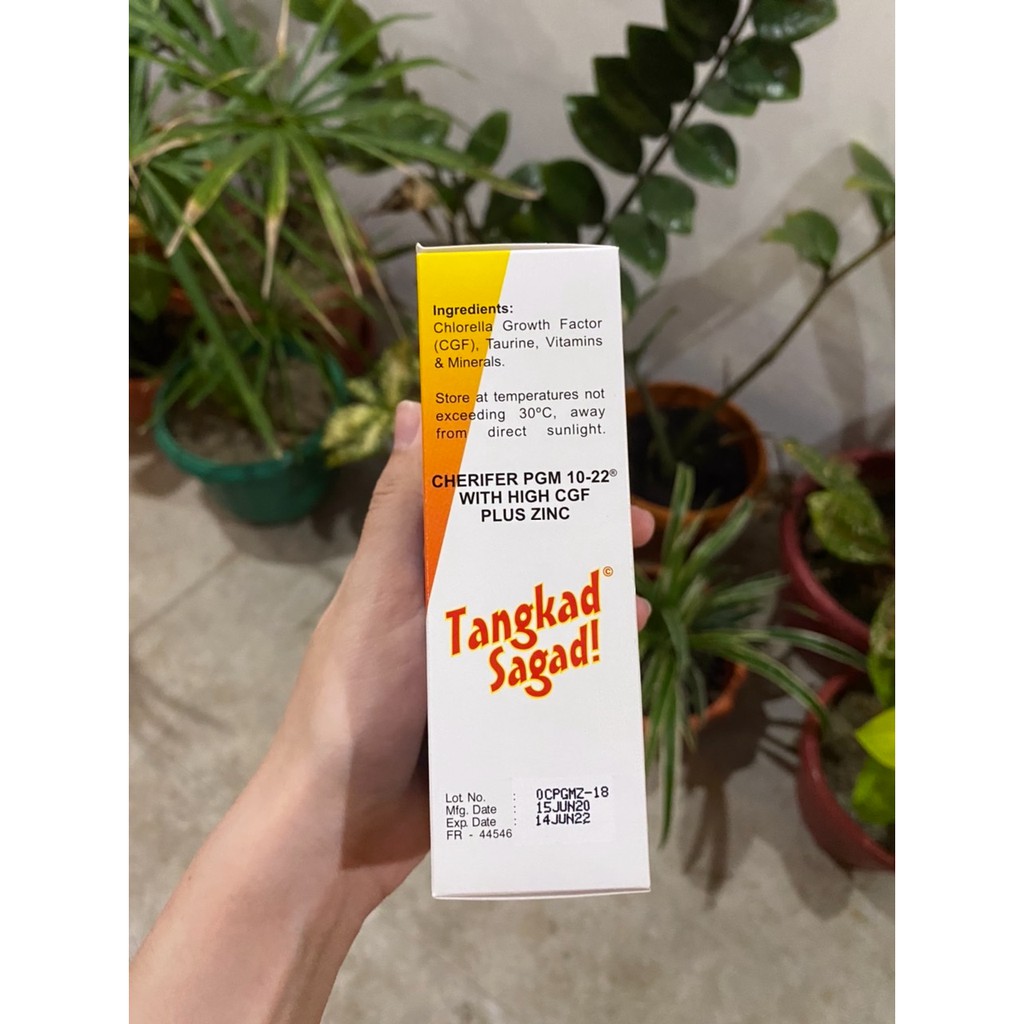 Ingredients:
Chlorella Growth Factor
(CGF), Taurine, Vitamins
& Minerals.
Store at temperatures not
exceeding 30ºC, away
from direct sunlight.
CHERIFER PGM 10-22®
WITH HIGH CGF
PLUS ZINC
Tangkad©
Sagad!
Lot No. : 0CPGMZ-18
Mfg. Date : 15JUN20
Exp. Date : 14JUN22
FR - 44546